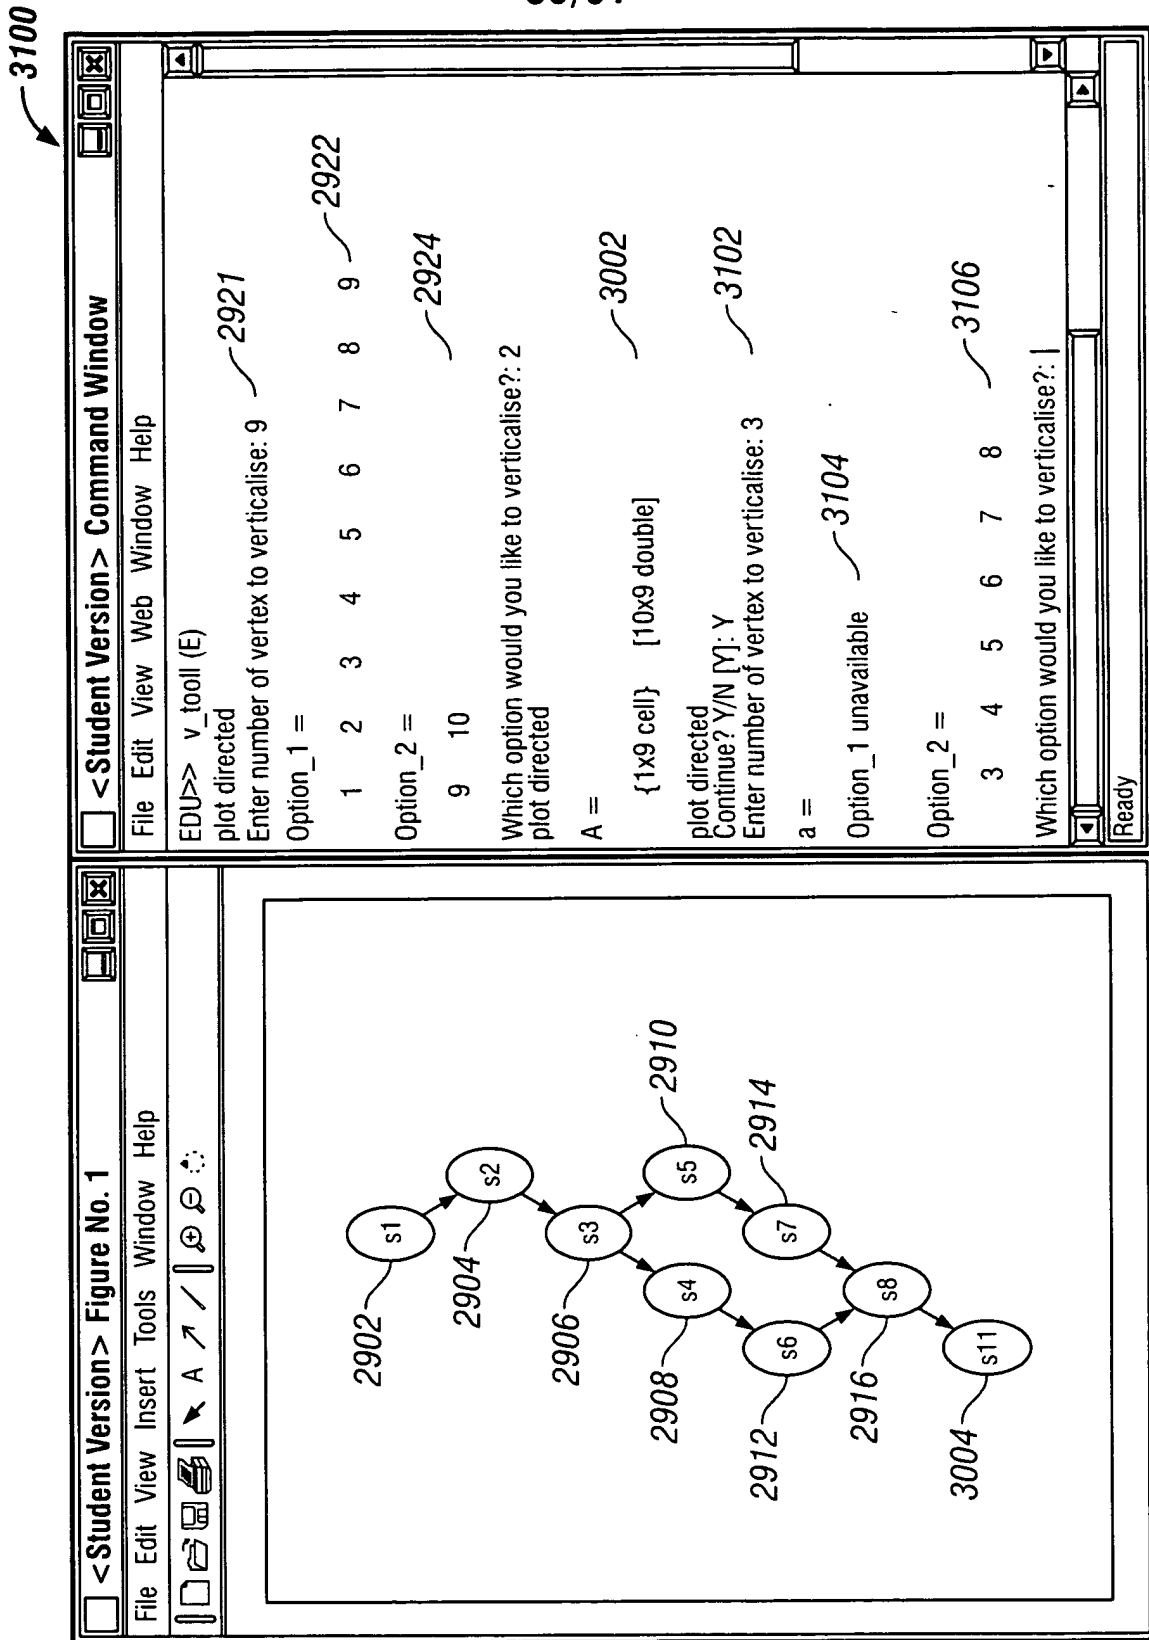 3100
<Student Version> Figure No. 1
File Edit View Insert Tools Window Help
A
2902
s1
2904
s2
2906
s3
2908
s4
s5
2910
2912
s6
s7
2914
2916
s8
3004
s11
<Student Version> Command Window
File Edit View Web Window Help
EDU>> v_tooll (E)
plot directed
Enter number of vertex to verticalise: 9
2921
Option_1 =
1 2 3 4 5 6 7 8 9
2922
Option_2 =
9 10
2924
Which option would you like to verticalise?: 2
plot directed
A =
3002
{1x9 cell} [10x9 double]
plot directed
Continue? Y/N [Y]: Y
Enter number of vertex to verticalise: 3
3102
a =
Option_1 unavailable
3104
Option_2 =
3 4 5 6 7 8
3106
Which option would you like to verticalise?: |
Ready